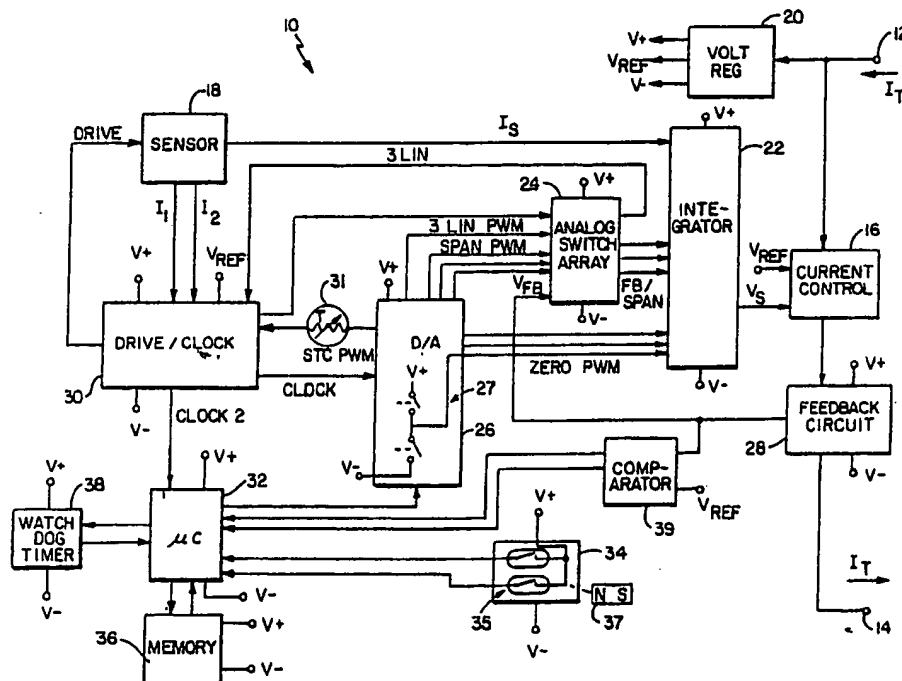 10
20
12
V+
VREF
V-
VOLT
REG
IT
18
DRIVE
SENSOR
IS
V+
22
3 LIN
24
V+
I1
I2
3 LIN PWM
SPAN PWM
ANALOG
SWITCH
ARRAY
INTE-
GRATOR
16
V+
VREF
31
V+
VFB
FB/
SPAN
VREF
VS
CURRENT
CONTROL
T
V-
DRIVE/CLOCK
STC PWM
D/A
ZERO PWM
V+
30
CLOCK
V+
27
V-
FEEDBACK
CIRCUIT
V-
CLOCK 2
26
28
V-
V+
32
V-
COMP-
ARATOR
V+
38
VREF
WATCH
DOG
TIMER
μC
39
V+
34
IT
V-
V-
35
N S
37
14
36
MEMORY
V+
V-
V-